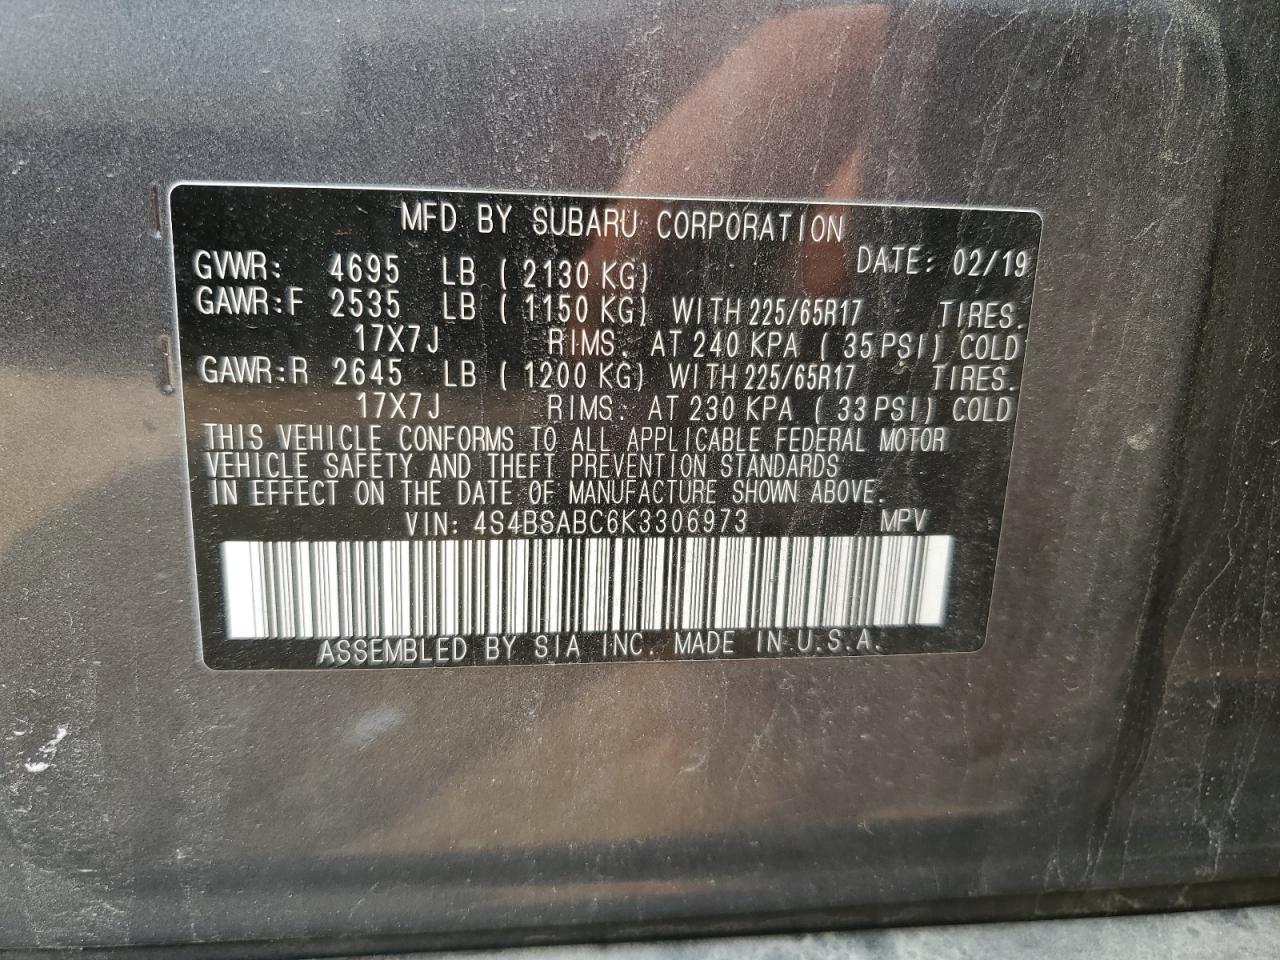 MFD BY SUBARU CORPORATION
GVWR: 4695 LB ( 2130 KG) DATE: 02/19
GAWR:F 2535 LB ( 1150 KG) WITH 225/65R17 TIRES.
17X7J RIMS. AT 240 KPA ( 35 PSI) COLD
GAWR:R 2645 LB ( 1200 KG) WITH 225/65R17 TIRES.
17X7J RIMS. AT 230 KPA ( 33 PSI) COLD
THIS VEHICLE CONFORMS TO ALL APPLICABLE FEDERAL MOTOR
VEHICLE SAFETY AND THEFT PREVENTION STANDARDS
IN EFFECT ON THE DATE OF MANUFACTURE SHOWN ABOVE.
VIN: 4S4BSABC6K3306973 MPV
ASSEMBLED BY SIA INC. MADE IN U.S.A.